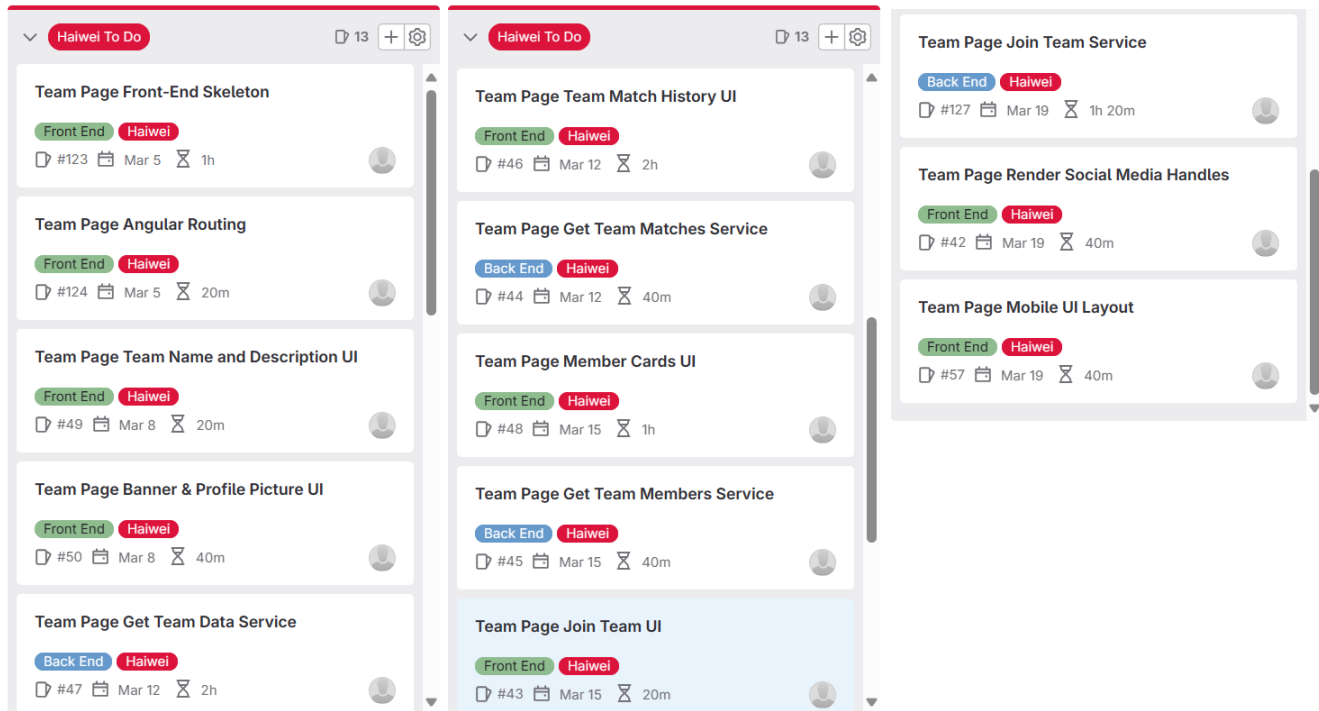 Haiwei To Do 13
Team Page Front-End Skeleton
Front End Haiwei
#123 Mar 5 1h
Team Page Angular Routing
Front End Haiwei
#124 Mar 5 20m
Team Page Team Name and Description UI
Front End Haiwei
#49 Mar 8 20m
Team Page Banner & Profile Picture UI
Front End Haiwei
#50 Mar 8 40m
Team Page Get Team Data Service
Back End Haiwei
#47 Mar 12 2h
Haiwei To Do 13
Team Page Team Match History UI
Front End Haiwei
#46 Mar 12 2h
Team Page Get Team Matches Service
Back End Haiwei
#44 Mar 12 40m
Team Page Member Cards UI
Front End Haiwei
#48 Mar 15 1h
Team Page Get Team Members Service
Back End Haiwei
#45 Mar 15 40m
Team Page Join Team UI
Front End Haiwei
#43 Mar 15 20m
Team Page Join Team Service
Back End Haiwei
#127 Mar 19 1h 20m
Team Page Render Social Media Handles
Front End Haiwei
#42 Mar 19 40m
Team Page Mobile UI Layout
Front End Haiwei
#57 Mar 19 40m